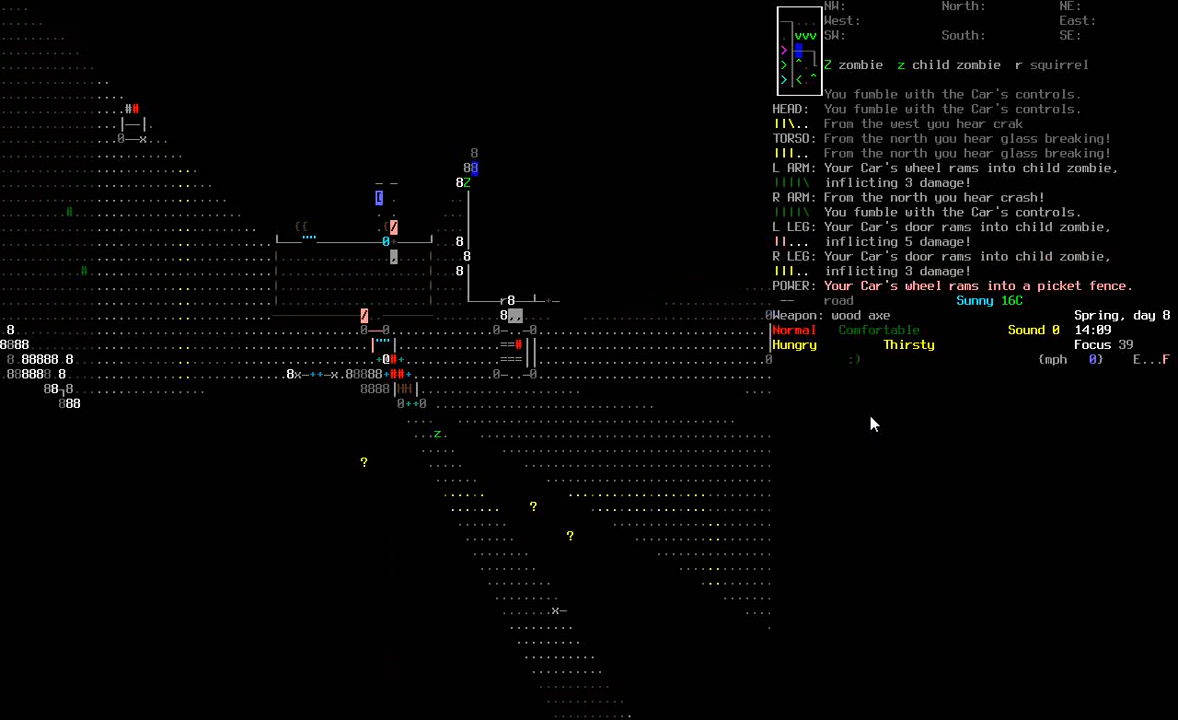 NW: North: NE:
West: East:
SW: South: SE:
Z zombie z child zombie r squirrel
You fumble with the Car's controls.
HEAD: You fumble with the Car's controls.
From the west you hear crak
TORSO: From the north you hear glass breaking!
From the north you hear glass breaking!
L ARM: Your Car's wheel rams into child zombie,
inflicting 3 damage!
R ARM: From the north you hear crash!
You fumble with the Car's controls.
L LEG: Your Car's door rams into child zombie,
inflicting 5 damage!
R LEG: Your Car's door rams into child zombie,
inflicting 3 damage!
POWER: Your Car's wheel rams into a picket fence.
-- road Sunny 16C
Weapon: wood axe Spring, day 8
Normal Comfortable Sound 0 14:09
Hungry Thirsty Focus 39
:) {mph 0} E...F